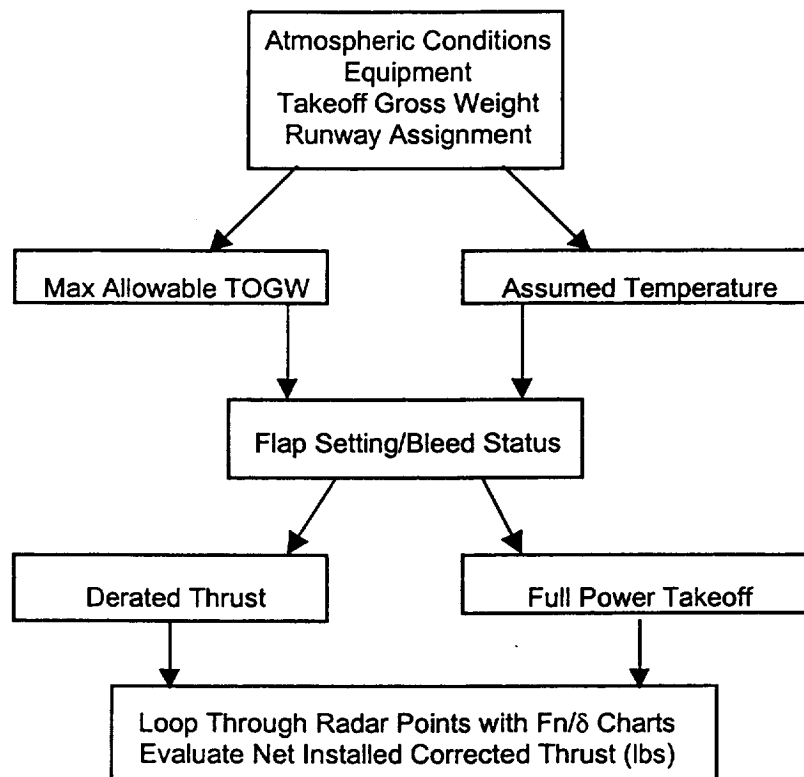 Atmospheric Conditions
Equipment
Takeoff Gross Weight
Runway Assignment
Max Allowable TOGW
Assumed Temperature
Flap Setting/Bleed Status
Derated Thrust
Full Power Takeoff
Loop Through Radar Points with Fn/δ Charts
Evaluate Net Installed Corrected Thrust (lbs)